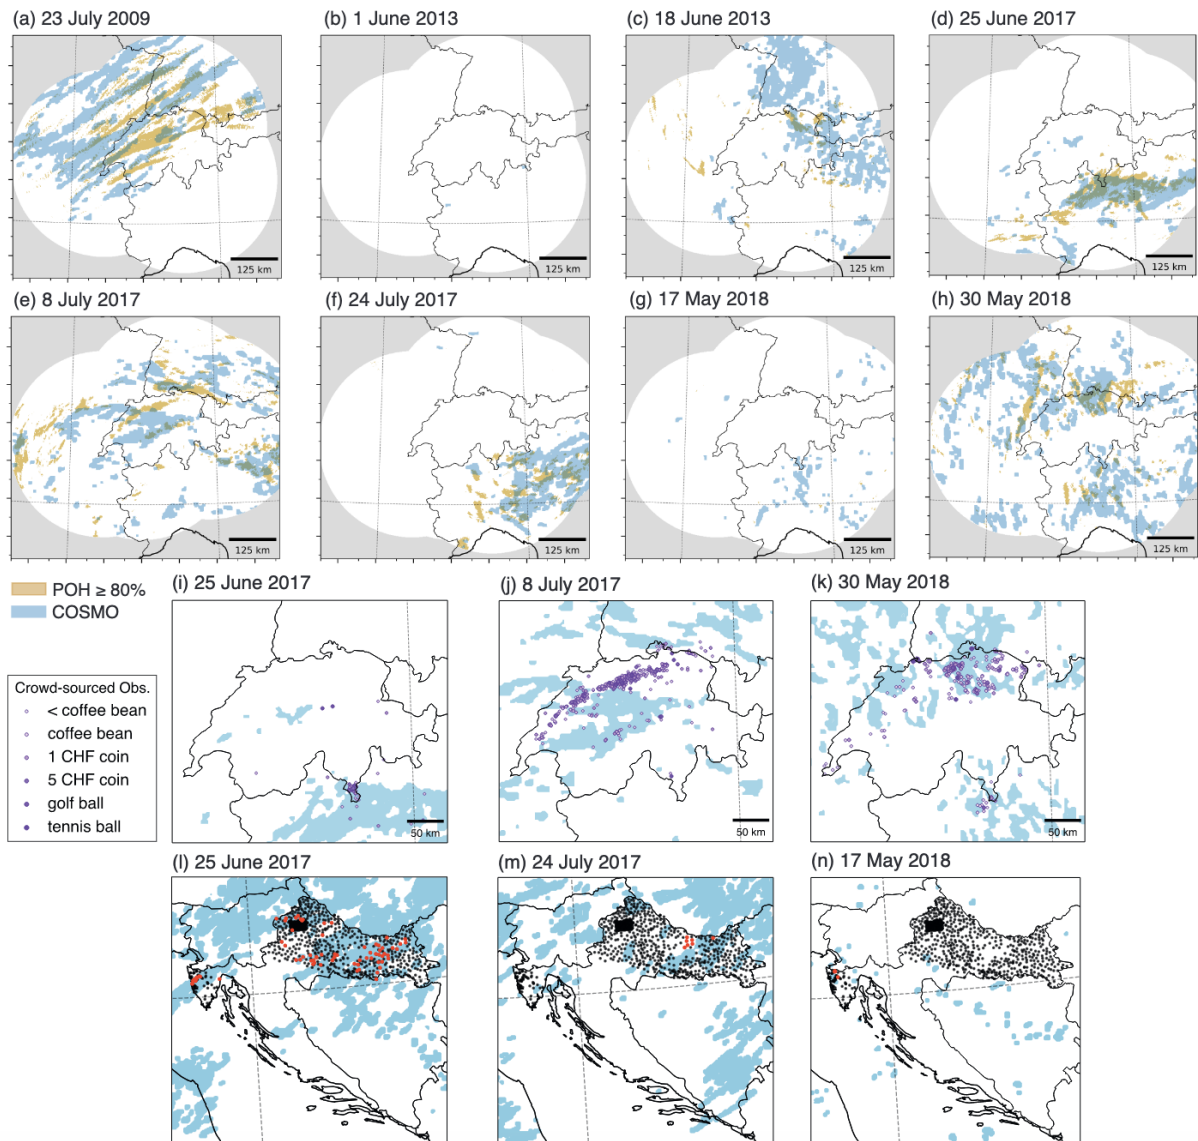 (a) 23 July 2009
(b) 1 June 2013
(c) 18 June 2013
(d) 25 June 2017
125 km
125 km
125 km
125 km
(e) 8 July 2017
(f) 24 July 2017
(g) 17 May 2018
(h) 30 May 2018
125 km
125 km
125 km
125 km
POH ≥ 80%
COSMO
(i) 25 June 2017
(j) 8 July 2017
(k) 30 May 2018
Crowd-sourced Obs.
< coffee bean
coffee bean
1 CHF coin
5 CHF coin
golf ball
tennis ball
50 km
50 km
50 km
(l) 25 June 2017
(m) 24 July 2017
(n) 17 May 2018